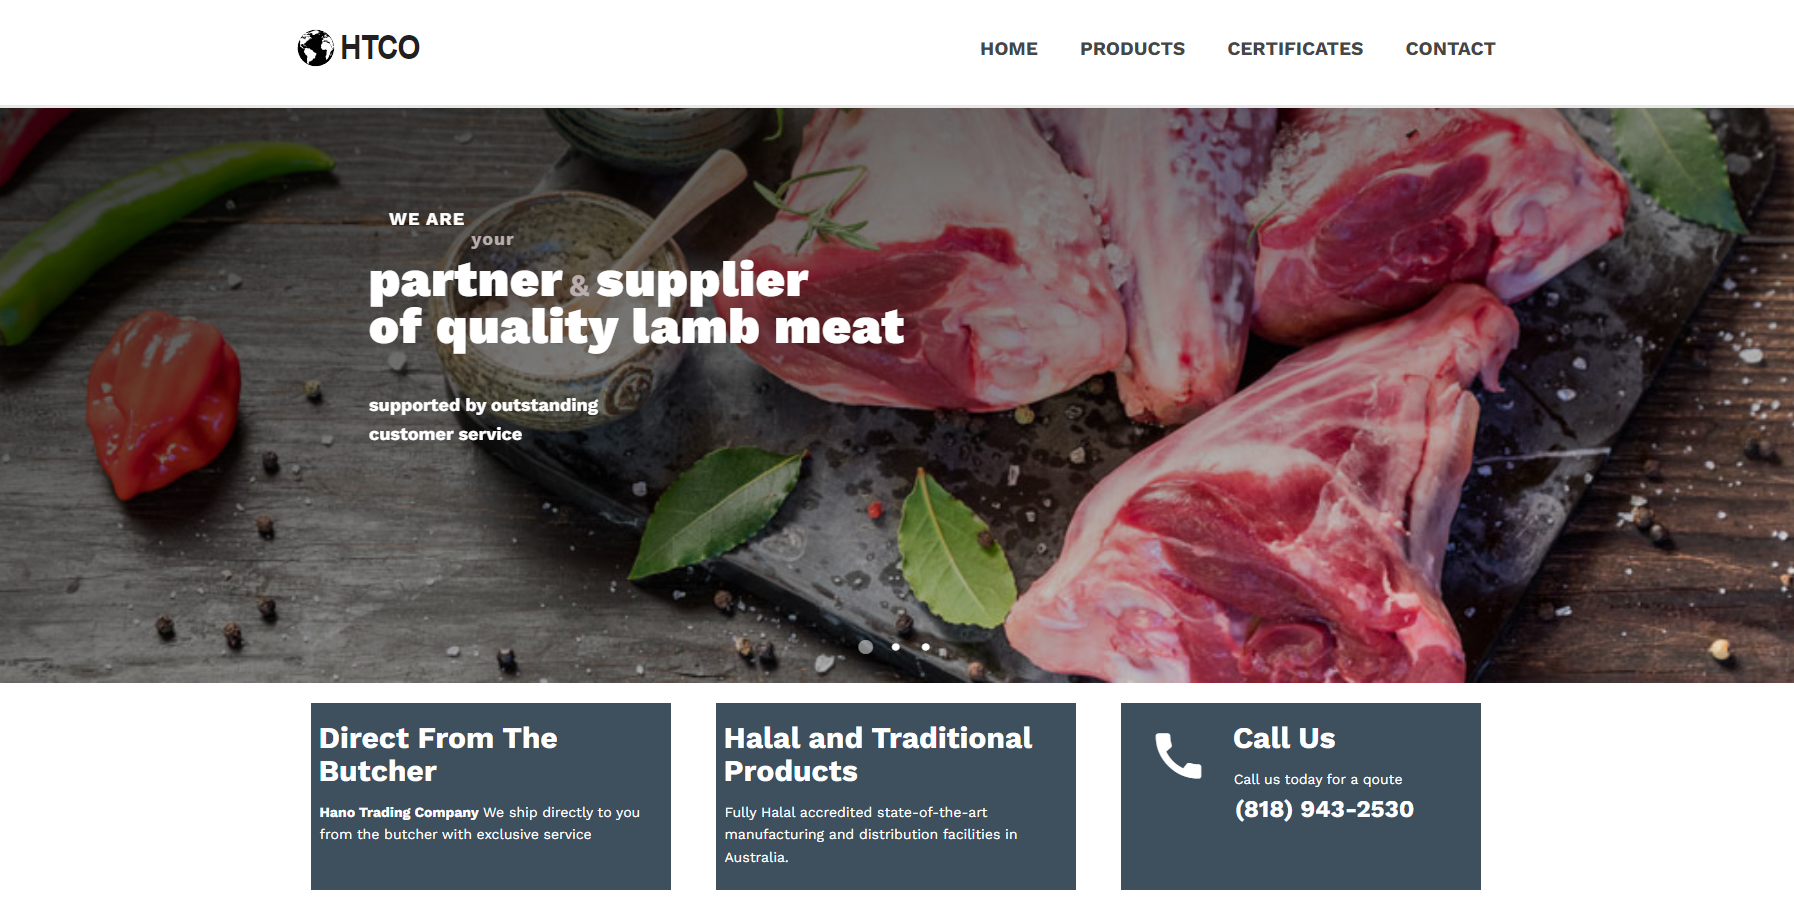 HTCO
HOME PRODUCTS CERTIFICATES CONTACT
WE ARE
your
partner & supplier
of quality lamb meat
supported by outstanding
customer service
Direct From The
Butcher
Hano Trading Company We ship directly to you
from the butcher with exclusive service
Halal and Traditional
Products
Fully Halal accredited state-of-the-art
manufacturing and distribution facilities in
Australia.
Call Us
Call us today for a qoute
(818) 943-2530